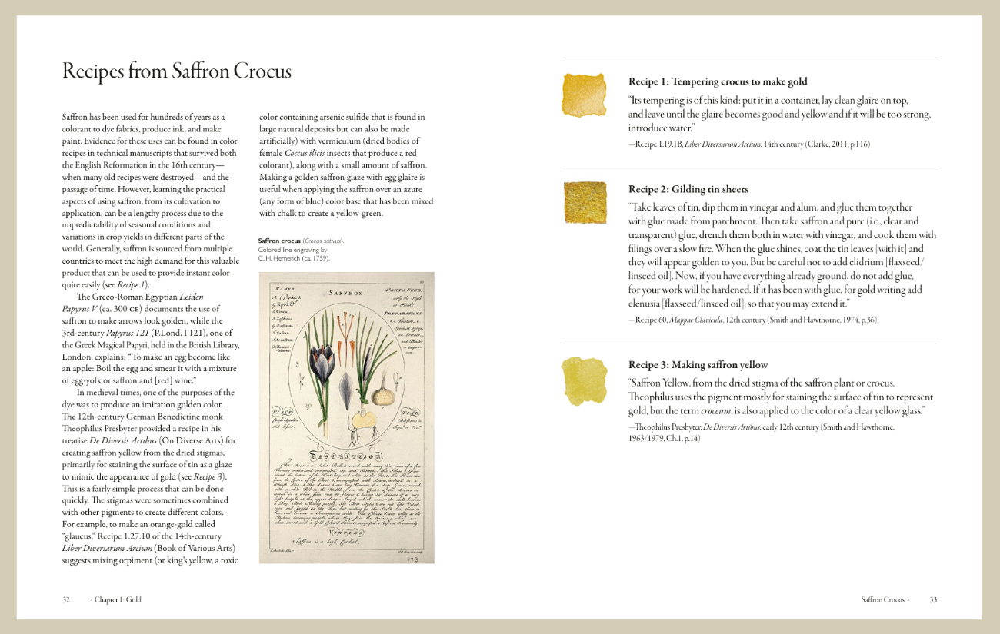 Recipes from Saffron Crocus
Saffron has been used for hundreds of years as a
colorant to dye fabrics, produce ink, and make
paint. Evidence for these uses can be found in color
recipes in technical manuscripts that survived both
the English Reformation in the 16th century—
when many old recipes were destroyed—and the
passage of time. However, learning the practical
aspects of using saffron, from its cultivation to
application, can be a lengthy process due to the
unpredictability of seasonal conditions and
variations in crop yields in different parts of the
world. Generally, saffron is sourced from multiple
countries to meet the high demand for this valuable
product that can be used to provide instant color
quite easily (see Recipe 1).
The Greco-Roman Egyptian Leiden
Papyrus V (ca. 300 CE) documents the use of
saffron to make arrows look golden, while the
3rd-century Papyrus 121 (P.Lond. I 121), one of
the Greek Magical Papyri, held in the British Library,
London, explains: “To make an egg become like
an apple: Boil the egg and smear it with a mixture
of egg-yolk or saffron and [red] wine.”
In medieval times, one of the purposes of the
dye was to produce an imitation golden color.
The 12th-century German Benedictine monk
Theophilus Presbyter provided a recipe in his
treatise De Diversis Artibus (On Diverse Arts) for
creating saffron yellow from the dried stigmas,
primarily for staining the surface of tin as a glaze
to mimic the appearance of gold (see Recipe 3).
This is a fairly simple process that can be done
quickly. The stigmas were sometimes combined
with other pigments to create different colors.
For example, to make an orange-gold called
“glaucus,” Recipe 1.27.10 of the 14th-century
Liber Diversarum Arcium (Book of Various Arts)
suggests mixing orpiment (or king’s yellow, a toxic
color containing arsenic sulfide that is found in
large natural deposits but can also be made
artificially) with vermiculum (dried bodies of
female Coccus ilicis insects that produce a red
colorant), along with a small amount of saffron.
Making a golden saffron glaze with egg glaire is
useful when applying the saffron over an azure
(any form of blue) color base that has been mixed
with chalk to create a yellow-green.
Saffron crocus (Crocus sativus).
Colored line engraving by
C. H. Hemerich (ca. 1759).
NAMES.
SAFFRON.
PARTS USED.
only the Style
or Pistil.
PREPARATIONS
PLACE
Cambridgeshire
TIME
DESCRIPTION.
VIRTUES
Saffron is a high Cordial.
173
32
Chapter 1: Gold
Recipe 1: Tempering crocus to make gold
“Its tempering is of this kind: put it in a container, lay clean glaire on top,
and leave until the glaire becomes good and yellow and if it will be too strong,
introduce water.”
—Recipe 1.19.1B, Liber Diversarum Arcium, 14th century (Clarke, 2011, p.116)
Recipe 2: Gilding tin sheets
“Take leaves of tin, dip them in vinegar and alum, and glue them together
with glue made from parchment. Then take saffron and pure (i.e., clear and
transparent) glue, drench them both in water with vinegar, and cook them with
filings over a slow fire. When the glue shines, coat the tin leaves [with it] and
they will appear golden to you. But be careful not to add elidrium [flaxseed/
linseed oil]. Now, if you have everything already ground, do not add glue,
for your work will be hardened. If it has been with glue, for gold writing add
elenusia [flaxseed/linseed oil], so that you may extend it.”
—Recipe 60, Mappae Clavicula, 12th century (Smith and Hawthorne, 1974, p.36)
Recipe 3: Making saffron yellow
“Saffron Yellow, from the dried stigma of the saffron plant or crocus.
Theophilus uses the pigment mostly for staining the surface of tin to represent
gold, but the term croceum, is also applied to the color of a clear yellow glass.”
—Theophilus Presbyter, De Diversis Artibus, early 12th century (Smith and Hawthorne,
1963/1979, Ch.1, p.14)
Saffron Crocus
33